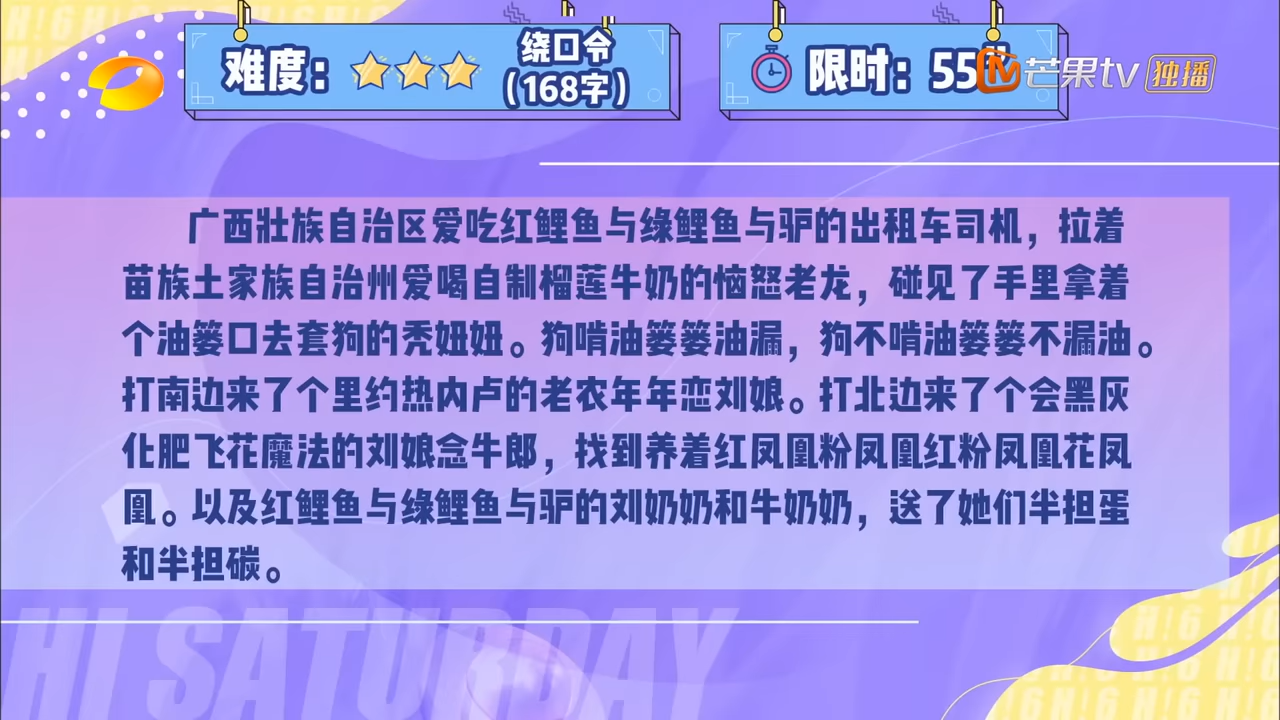 难度：
绕口令
（168字）
限时：55
芒果tv 独播
广西壮族自治区爱吃红鲤鱼与绿鲤鱼与驴的出租车司机，拉着
苗族土家族自治州爱喝自制榴莲牛奶的恼怒老龙，碰见了手里拿着
个油篓口去套狗的秃妞妞。狗啃油篓篓油漏，狗不啃油篓篓不漏油。
打南边来了个里约热内卢的老农年年恋刘娘。打北边来了个会黑灰
化肥飞花魔法的刘娘念牛郎，找到养着红凤凰粉凤凰红粉凤凰花凤
凰。以及红鲤鱼与绿鲤鱼与驴的刘奶奶和牛奶奶，送了她们半担蛋
和半担碳。
HI SATURDAY